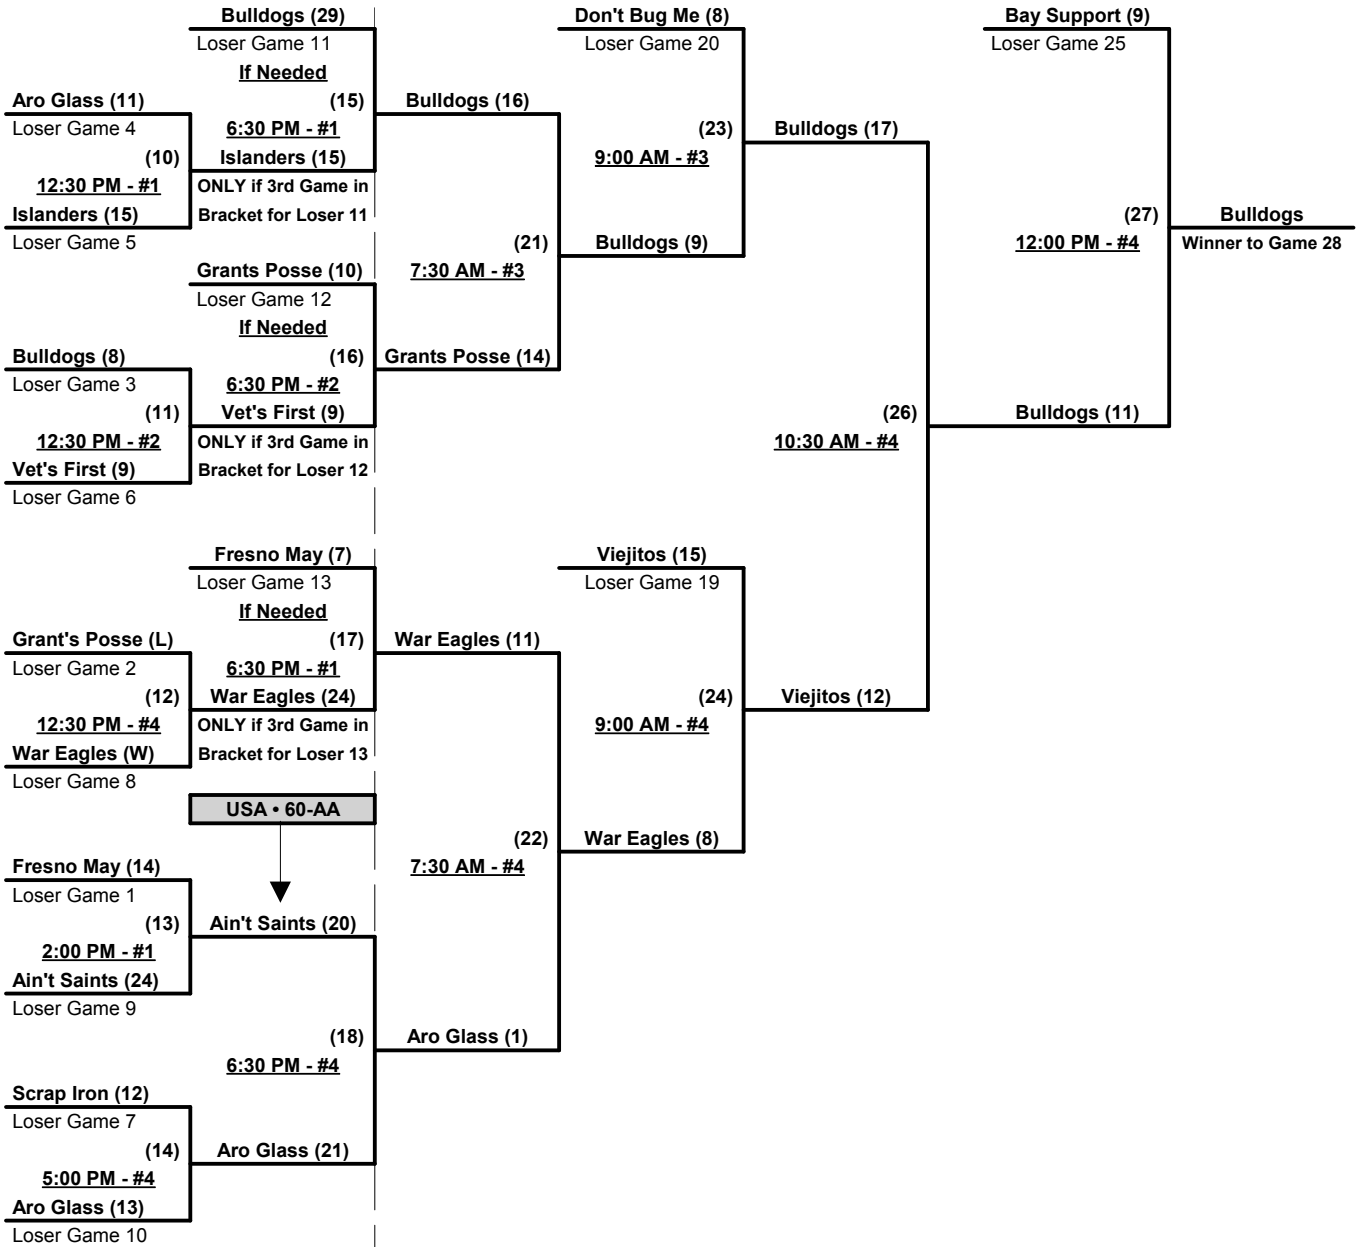 Bulldogs (29)
Loser Game 11
If Needed
(15)
6:30 PM - #1
Islanders (15)
ONLY if 3rd Game in
Bracket for Loser 11
Aro Glass (11)
Loser Game 4
(10)
12:30 PM - #1
Islanders (15)
Loser Game 5
Grants Posse (10)
Loser Game 12
If Needed
(16)
6:30 PM - #2
Vet's First (9)
ONLY if 3rd Game in
Bracket for Loser 12
Bulldogs (8)
Loser Game 3
(11)
12:30 PM - #2
Vet's First (9)
Loser Game 6
Fresno May (7)
Loser Game 13
If Needed
(17)
6:30 PM - #1
War Eagles (24)
ONLY if 3rd Game in
Bracket for Loser 13
Grant's Posse (L)
Loser Game 2
(12)
12:30 PM - #4
War Eagles (W)
Loser Game 8
USA • 60-AA
Fresno May (14)
Loser Game 1
(13)
2:00 PM - #1
Ain't Saints (24)
Loser Game 9
Ain't Saints (20)
(18)
6:30 PM - #4
Scrap Iron (12)
Loser Game 7
(14)
5:00 PM - #4
Aro Glass (13)
Loser Game 10
Aro Glass (21)
Bulldogs (16)
(21)
7:30 AM - #3
Grants Posse (14)
War Eagles (11)
(22)
7:30 AM - #4
Aro Glass (1)
Don't Bug Me (8)
Loser Game 20
(23)
9:00 AM - #3
Bulldogs (9)
Viejitos (15)
Loser Game 19
(24)
9:00 AM - #4
War Eagles (8)
Bulldogs (17)
(26)
10:30 AM - #4
Viejitos (12)
Bay Support (9)
Loser Game 25
(27)
12:00 PM - #4
Bulldogs (11)
Bulldogs
Winner to Game 28